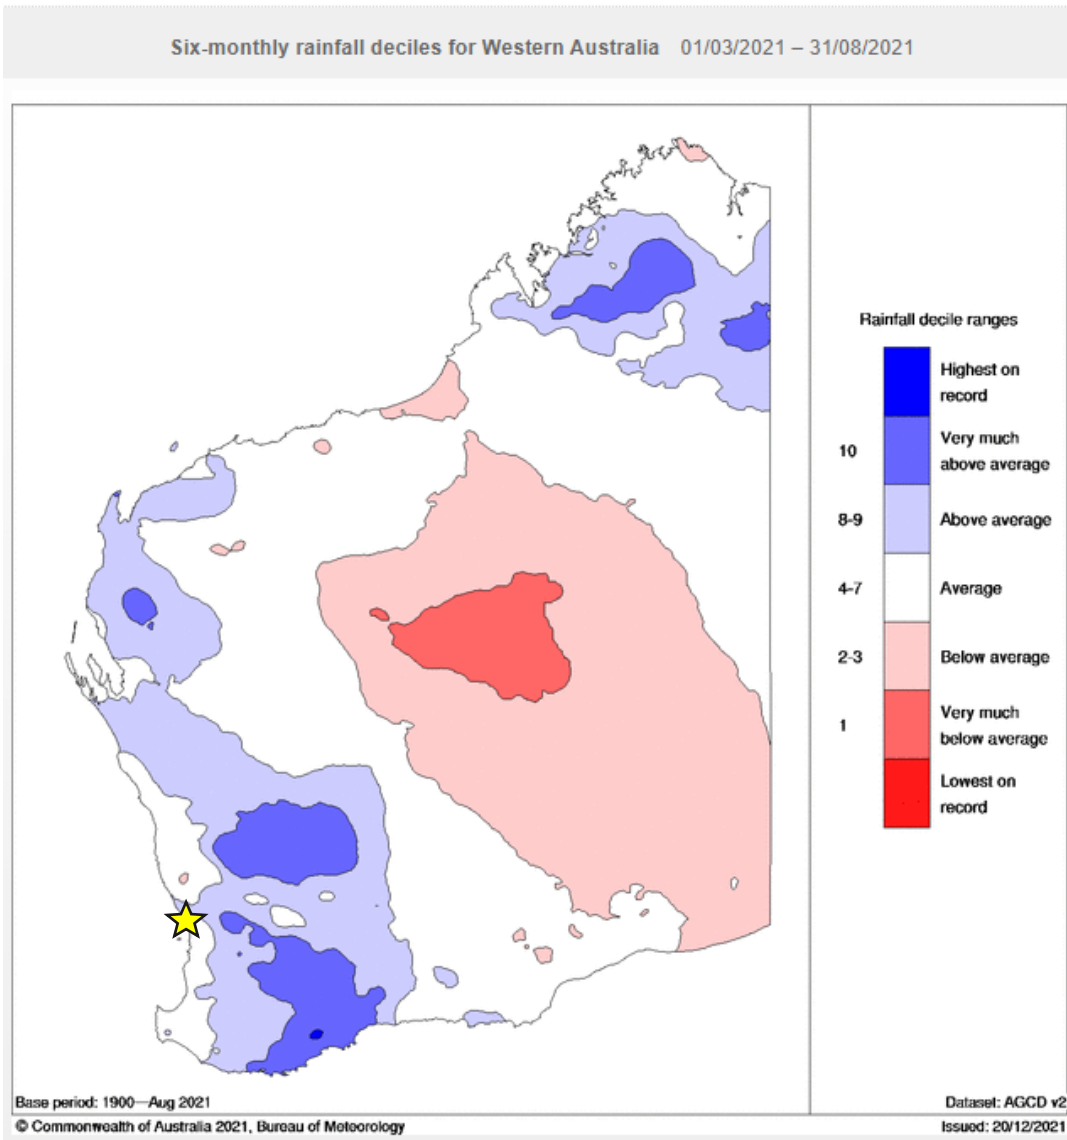 Six-monthly rainfall deciles for Western Australia 01/03/2021 – 31/08/2021
Rainfall decile ranges
Highest on
record
10
Very much
above average
8-9
Above average
4-7
Average
2-3
Below average
1
Very much
below average
Lowest on
record
Base period: 1900—Aug 2021
Dataset: AGCD v2
© Commonwealth of Australia 2021, Bureau of Meteorology
Issued: 20/12/2021